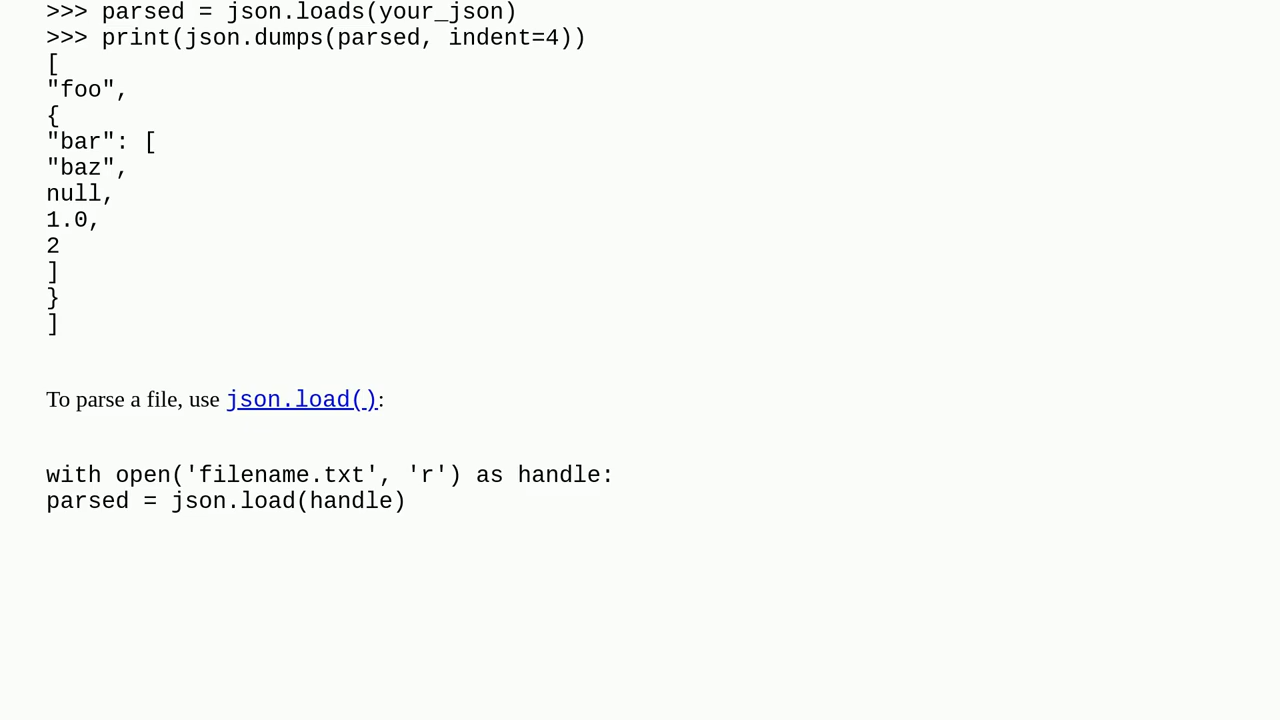 >>> parsed = json.loads(your_json)
>>> print(json.dumps(parsed, indent=4))
[
"foo",
{
"bar": [
"baz",
null,
1.0,
2
]
}
]
To parse a file, use json.load():
with open('filename.txt', 'r') as handle:
parsed = json.load(handle)